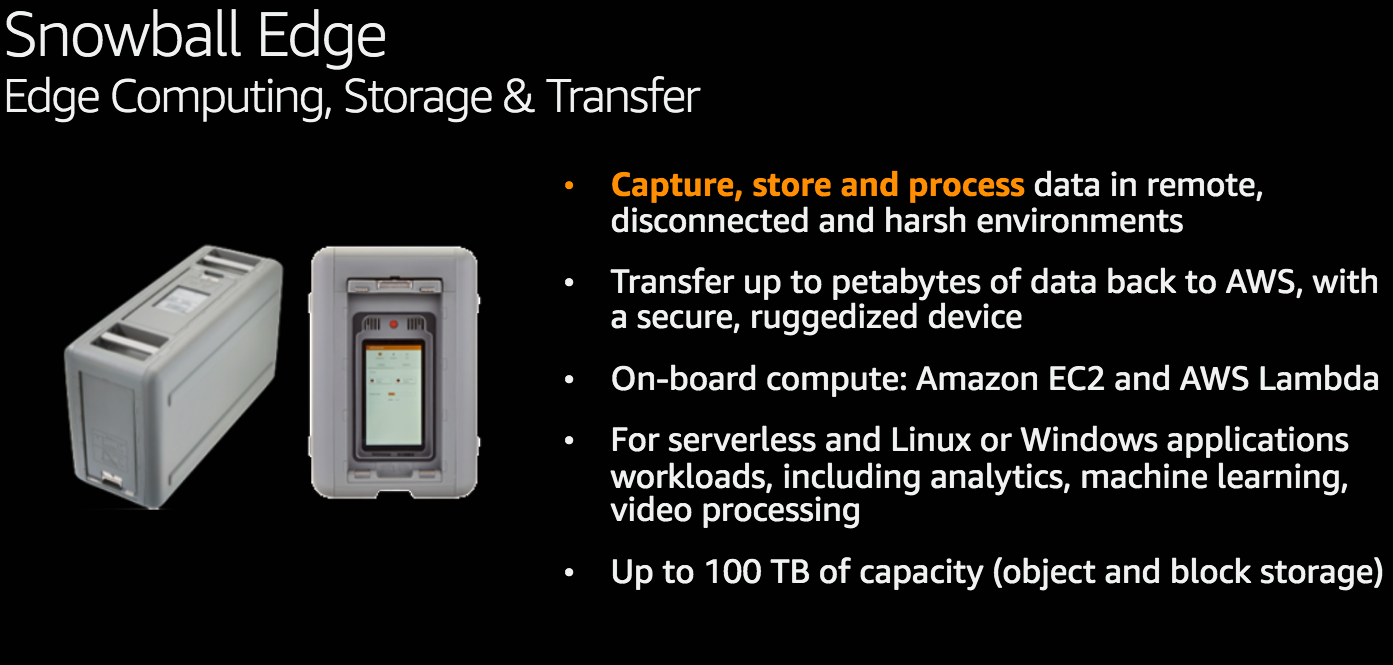 Snowball Edge
Edge Computing, Storage & Transfer
• Capture, store and process data in remote,
disconnected and harsh environments
• Transfer up to petabytes of data back to AWS, with
a secure, ruggedized device
• On-board compute: Amazon EC2 and AWS Lambda
• For serverless and Linux or Windows applications
workloads, including analytics, machine learning,
video processing
• Up to 100 TB of capacity (object and block storage)